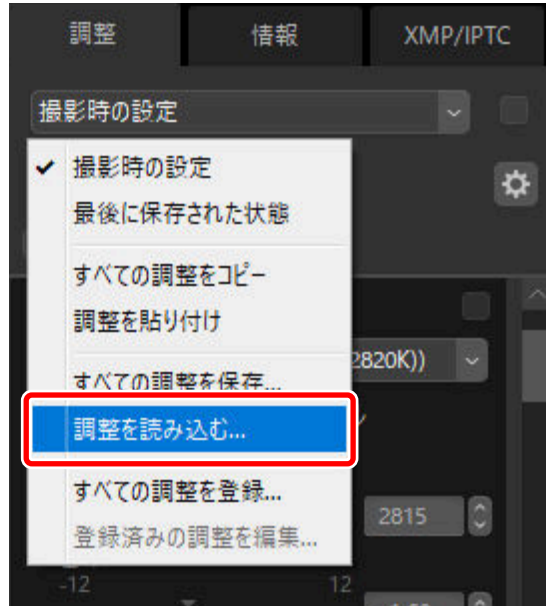 調整 情報 XMP/IPTC
撮影時の設定
撮影時の設定
最後に保存された状態
すべての調整をコピー
調整を貼り付け
2820K))
すべての調整を保存...
調整を読み込む...
すべての調整を登録...
2815
登録済みの調整を編集...
-12 12